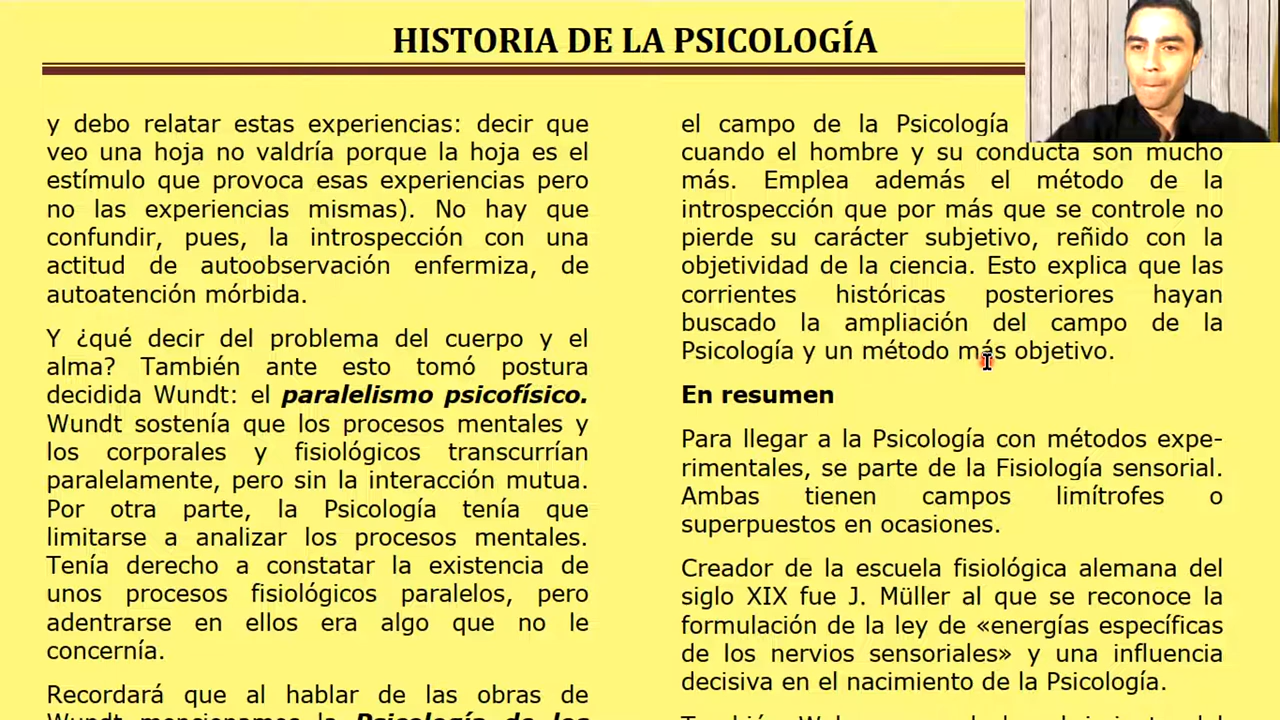 HISTORIA DE LA PSICOLOGÍA
y debo relatar estas experiencias: decir que
veo una hoja no valdría porque la hoja es el
estímulo que provoca esas experiencias pero
no las experiencias mismas). No hay que
confundir, pues, la introspección con una
actitud de autoobservación enfermiza, de
autoatención mórbida.
Y ¿qué decir del problema del cuerpo y el
alma? También ante esto tomó postura
decidida Wundt: el paralelismo psicofísico.
Wundt sostenía que los procesos mentales y
los corporales y fisiológicos transcurrían
paralelamente, pero sin la interacción mutua.
Por otra parte, la Psicología tenía que
limitarse a analizar los procesos mentales.
Tenía derecho a constatar la existencia de
unos procesos fisiológicos paralelos, pero
adentrarse en ellos era algo que no le
concernía.
Recordará que al hablar de las obras de
Wundt mencionamos la Psicología de los
el campo de la Psicología
cuando el hombre y su conducta son mucho
más. Emplea además el método de la
introspección que por más que se controle no
pierde su carácter subjetivo, reñido con la
objetividad de la ciencia. Esto explica que las
corrientes históricas posteriores hayan
buscado la ampliación del campo de la
Psicología y un método más objetivo.
En resumen
Para llegar a la Psicología con métodos expe-
rimentales, se parte de la Fisiología sensorial.
Ambas tienen campos limítrofes o
superpuestos en ocasiones.
Creador de la escuela fisiológica alemana del
siglo XIX fue J. Müller al que se reconoce la
formulación de la ley de «energías específicas
de los nervios sensoriales» y una influencia
decisiva en el nacimiento de la Psicología.